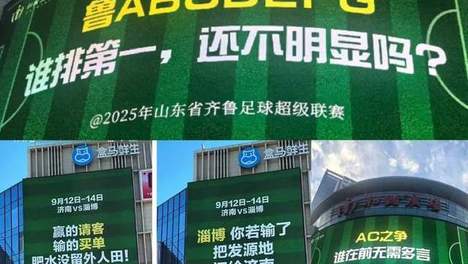 鲁ABCDEFG
谁排第一，还不明显吗？
@2025年山东省齐鲁足球超级联赛
盒马鲜生
9月12日-14日
济南vs淄博
赢的请客
输的买单
肥水没留外人田！
盒马鲜生
9月12日-14日
济南vs淄博
淄博 你若输了
把发源地
AC之争
谁在前无需多言